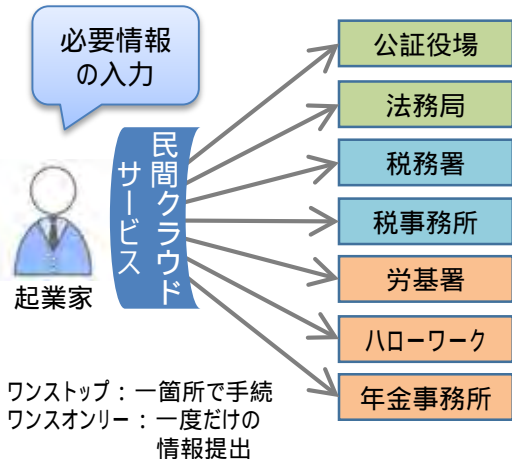 必要情報
の入力
起業家
民間クラウド
サービス
公証役場
法務局
税務署
税事務所
労基署
ハローワーク
年金事務所
ワンストップ：一箇所で手続
ワンスオンリー：一度だけの
情報提出